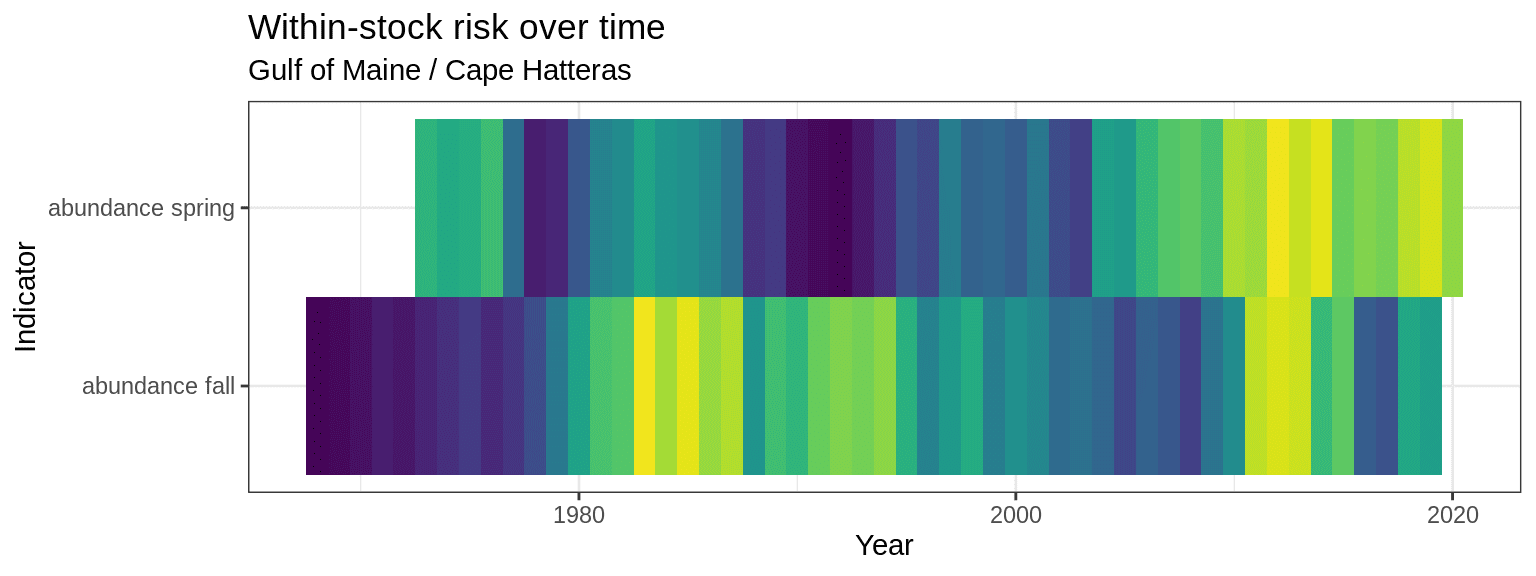 Within-stock risk over time
Gulf of Maine / Cape Hatteras
Indicator
abundance spring
abundance fall
1980
2000
2020
Year